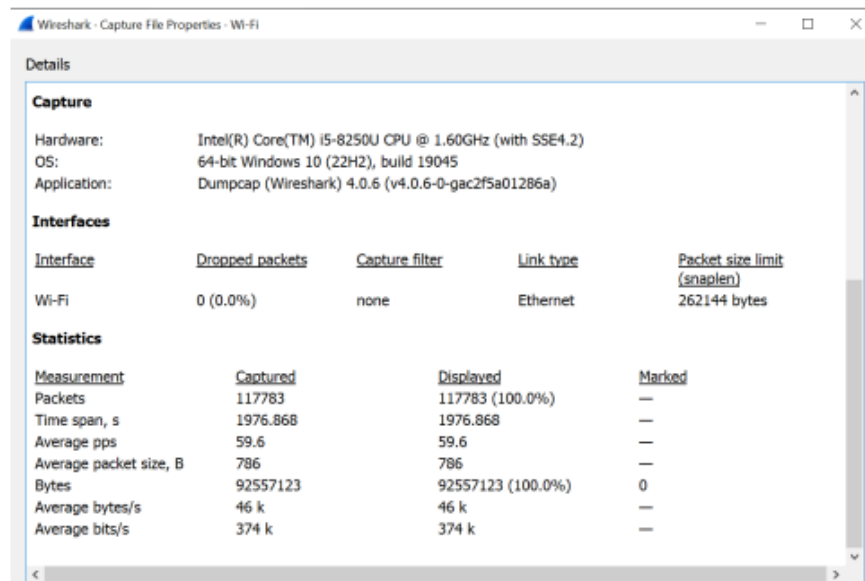 Wireshark · Capture File Properties · Wi-Fi
Details
Capture
Hardware: Intel(R) Core(TM) i5-8250U CPU @ 1.60GHz (with SSE4.2)
OS: 64-bit Windows 10 (22H2), build 19045
Application: Dumpcap (Wireshark) 4.0.6 (v4.0.6-0-gac2f5a01286a)
Interfaces
Interface Dropped packets Capture filter Link type Packet size limit
(snaplen)
Wi-Fi 0 (0.0%) none Ethernet 262144 bytes
Statistics
Measurement Captured Displayed Marked
Packets 117783 117783 (100.0%) —
Time span, s 1976.868 1976.868 —
Average pps 59.6 59.6 —
Average packet size, B 786 786 —
Bytes 92557123 92557123 (100.0%) 0
Average bytes/s 46 k 46 k —
Average bits/s 374 k 374 k —